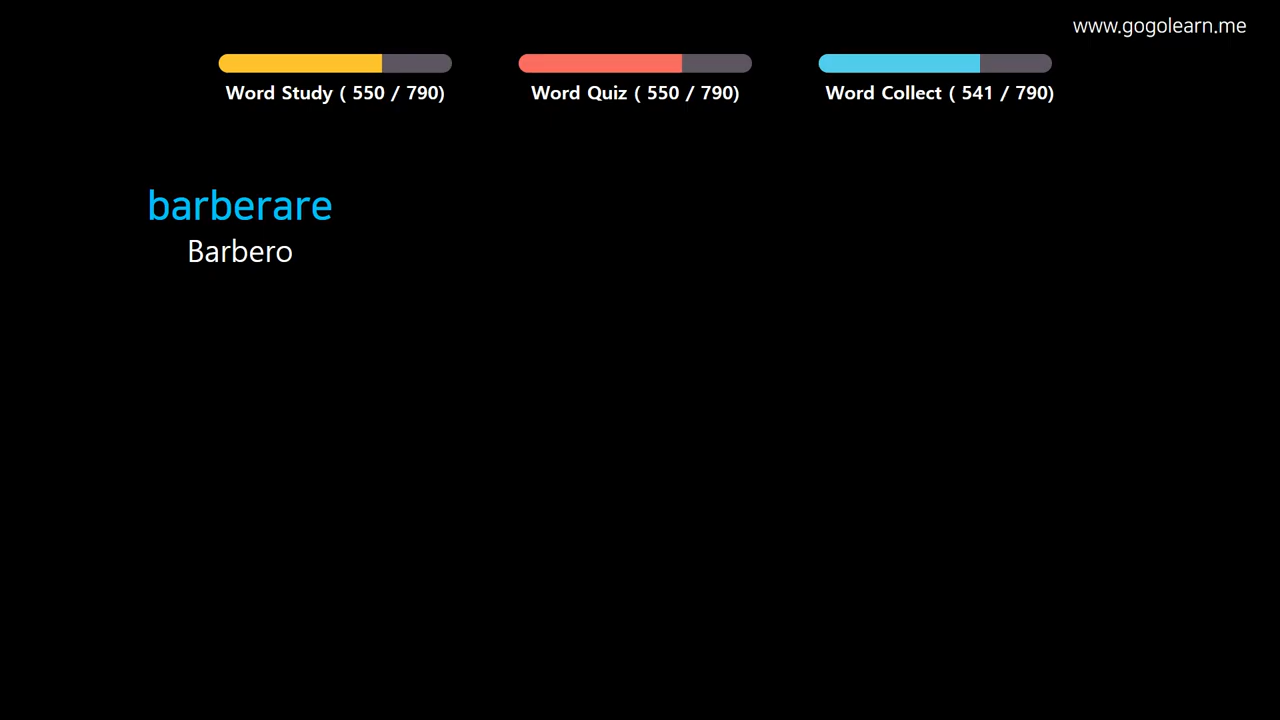 www.gogolearn.me
Word Study ( 550 / 790)
Word Quiz ( 550 / 790)
Word Collect ( 541 / 790)
barberare
Barbero